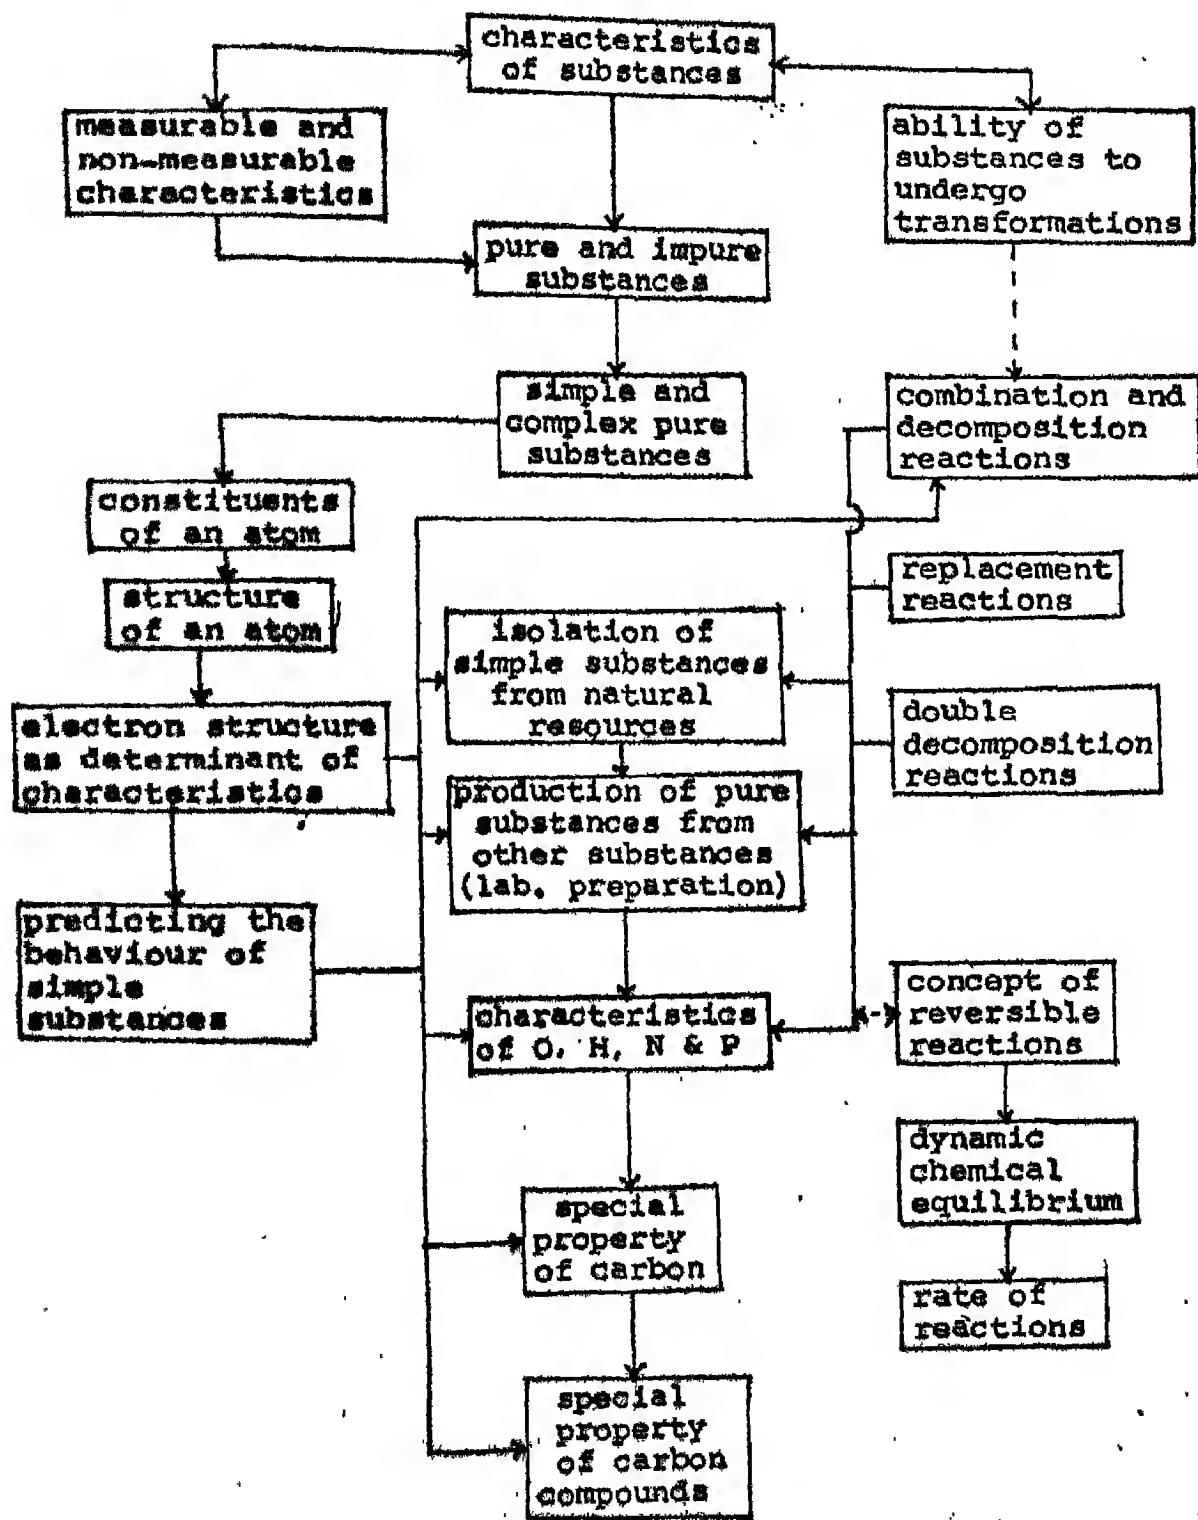 characteristics
of substances
measurable and
non-measurable
characteristics
ability of
substances to
undergo
transformations
pure and impure
substances
simple and
complex pure
substances
combination and
decomposition
reactions
constituents
of an atom
structure
of an atom
replacement
reactions
isolation of
simple substances
from natural
resources
electron structure
as determinant of
characteristics
double
decomposition
reactions
production of pure
substances from
other substances
(lab. preparation)
predicting the
behaviour of
simple
substances
characteristics
of O, H, N & P
concept of
reversible
reactions
dynamic
chemical
equilibrium
special
property
of carbon
rate of
reactions
special
property
of carbon
compounds